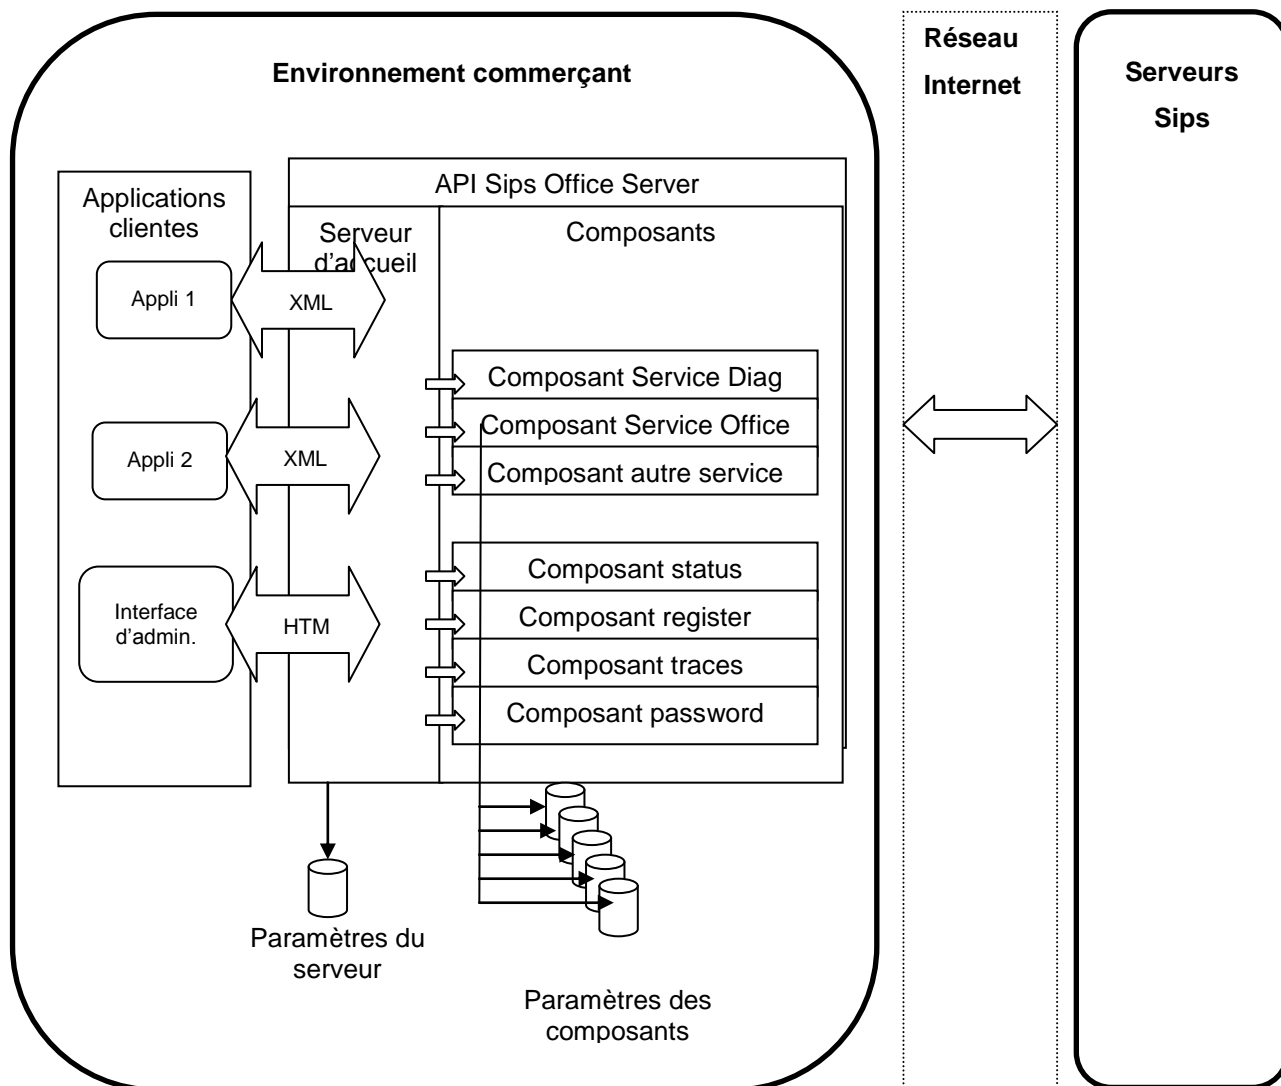 Environnement commerçant
Réseau
Internet
Serveurs
Sips
API Sips Office Server
Applications
clientes
Serveur
d'accueil
Composants
Appli 1
XML
Composant Service Diag
Composant Service Office
Composant autre service
Appli 2
XML
Composant status
Composant register
Composant traces
Composant password
Interface
d'admin.
HTM
Paramètres du
serveur
Paramètres des
composants